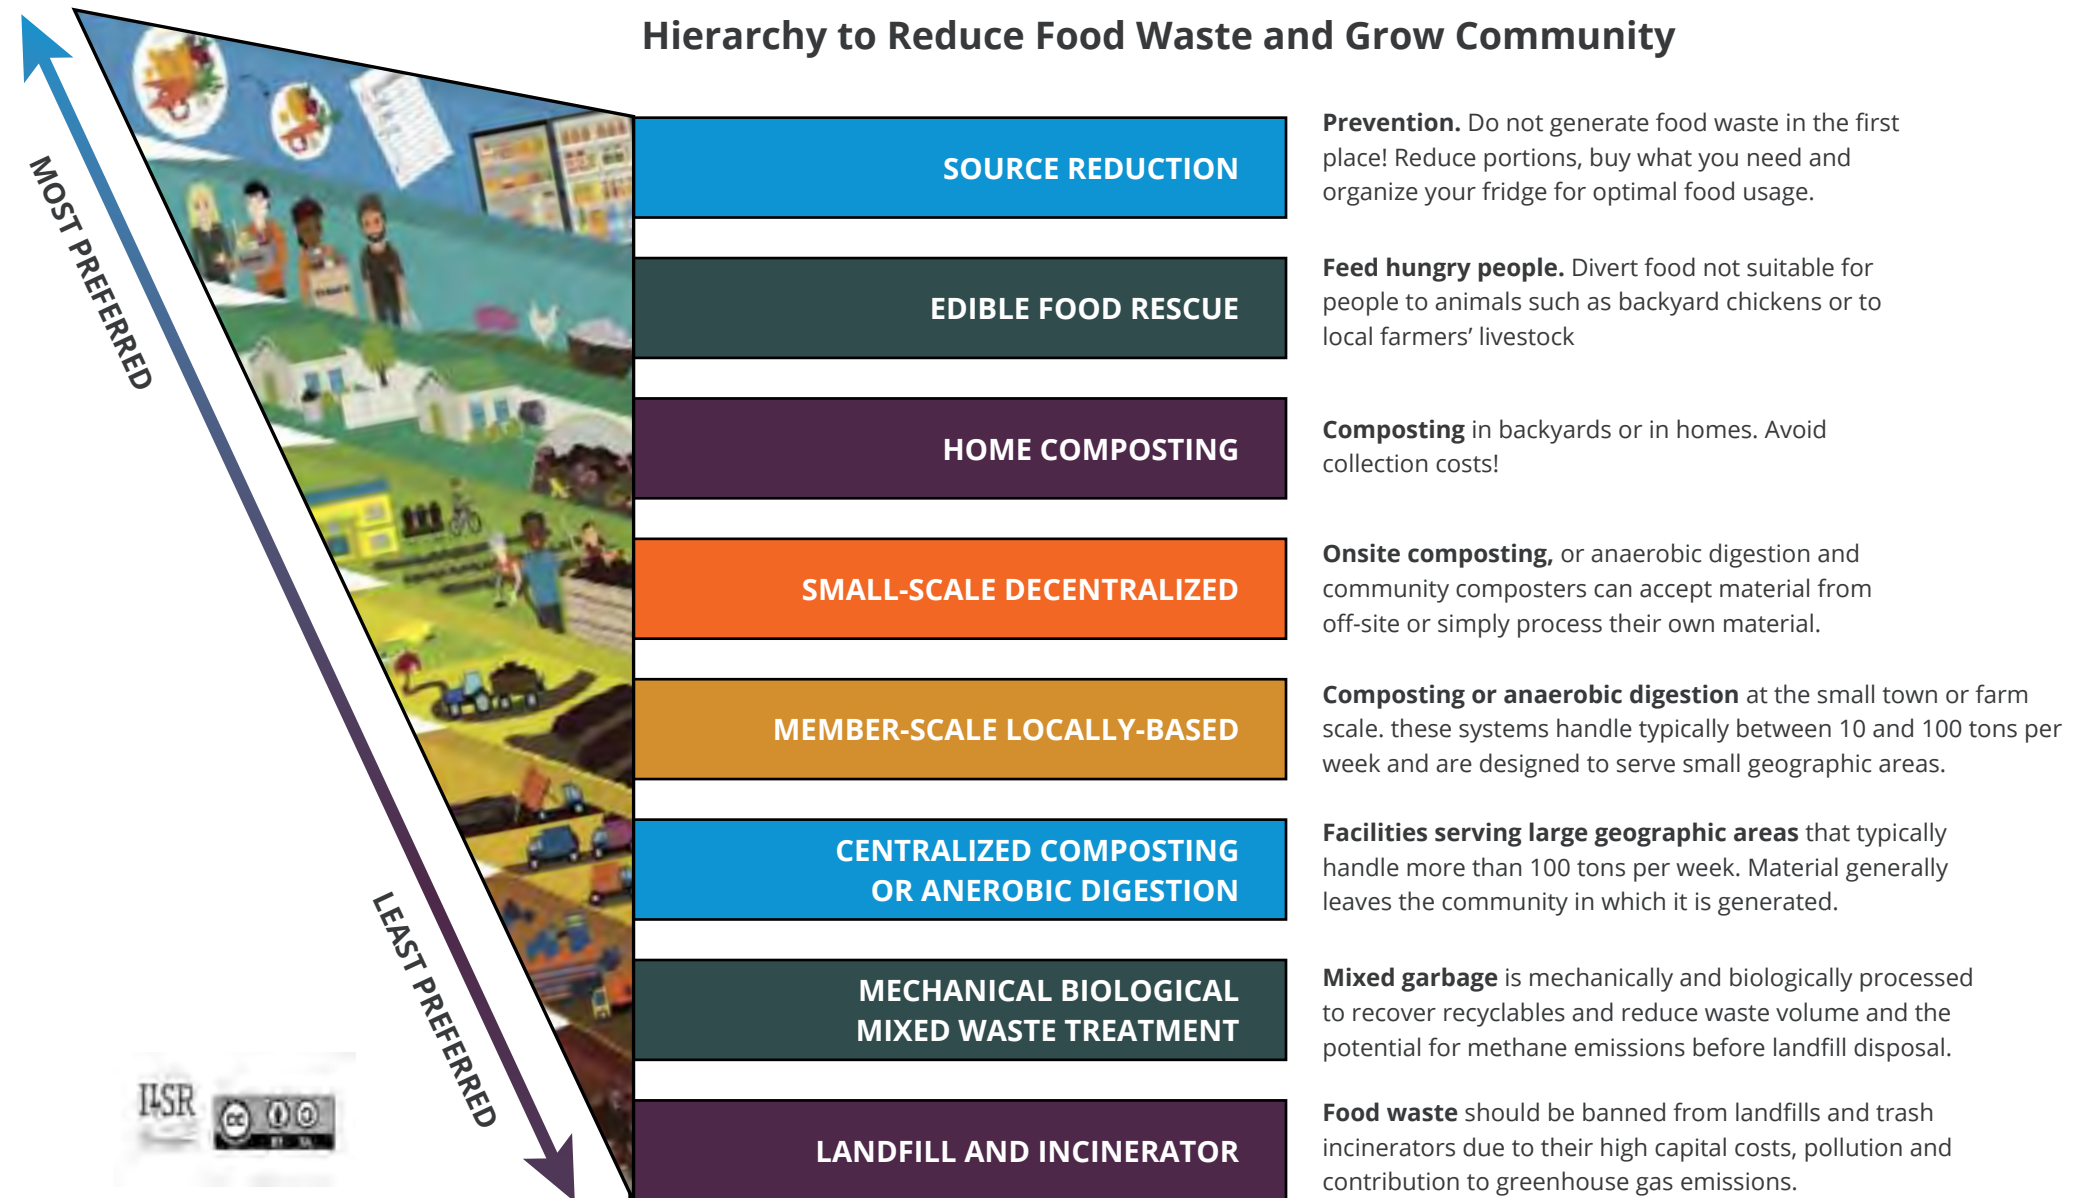 Hierarchy to Reduce Food Waste and Grow Community
MOST PREFERRED
LEAST PREFERRED
SOURCE REDUCTION
Prevention. Do not generate food waste in the first
place! Reduce portions, buy what you need and
organize your fridge for optimal food usage.
EDIBLE FOOD RESCUE
Feed hungry people. Divert food not suitable for
people to animals such as backyard chickens or to
local farmers’ livestock
HOME COMPOSTING
Composting in backyards or in homes. Avoid
collection costs!
SMALL-SCALE DECENTRALIZED
Onsite composting, or anaerobic digestion and
community composters can accept material from
off-site or simply process their own material.
MEMBER-SCALE LOCALLY-BASED
Composting or anaerobic digestion at the small town or farm
scale. these systems handle typically between 10 and 100 tons per
week and are designed to serve small geographic areas.
CENTRALIZED COMPOSTING
OR ANEROBIC DIGESTION
Facilities serving large geographic areas that typically
handle more than 100 tons per week. Material generally
leaves the community in which it is generated.
MECHANICAL BIOLOGICAL
MIXED WASTE TREATMENT
Mixed garbage is mechanically and biologically processed
to recover recyclables and reduce waste volume and the
potential for methane emissions before landfill disposal.
LANDFILL AND INCINERATOR
Food waste should be banned from landfills and trash
incinerators due to their high capital costs, pollution and
contribution to greenhouse gas emissions.
ILSR
cc